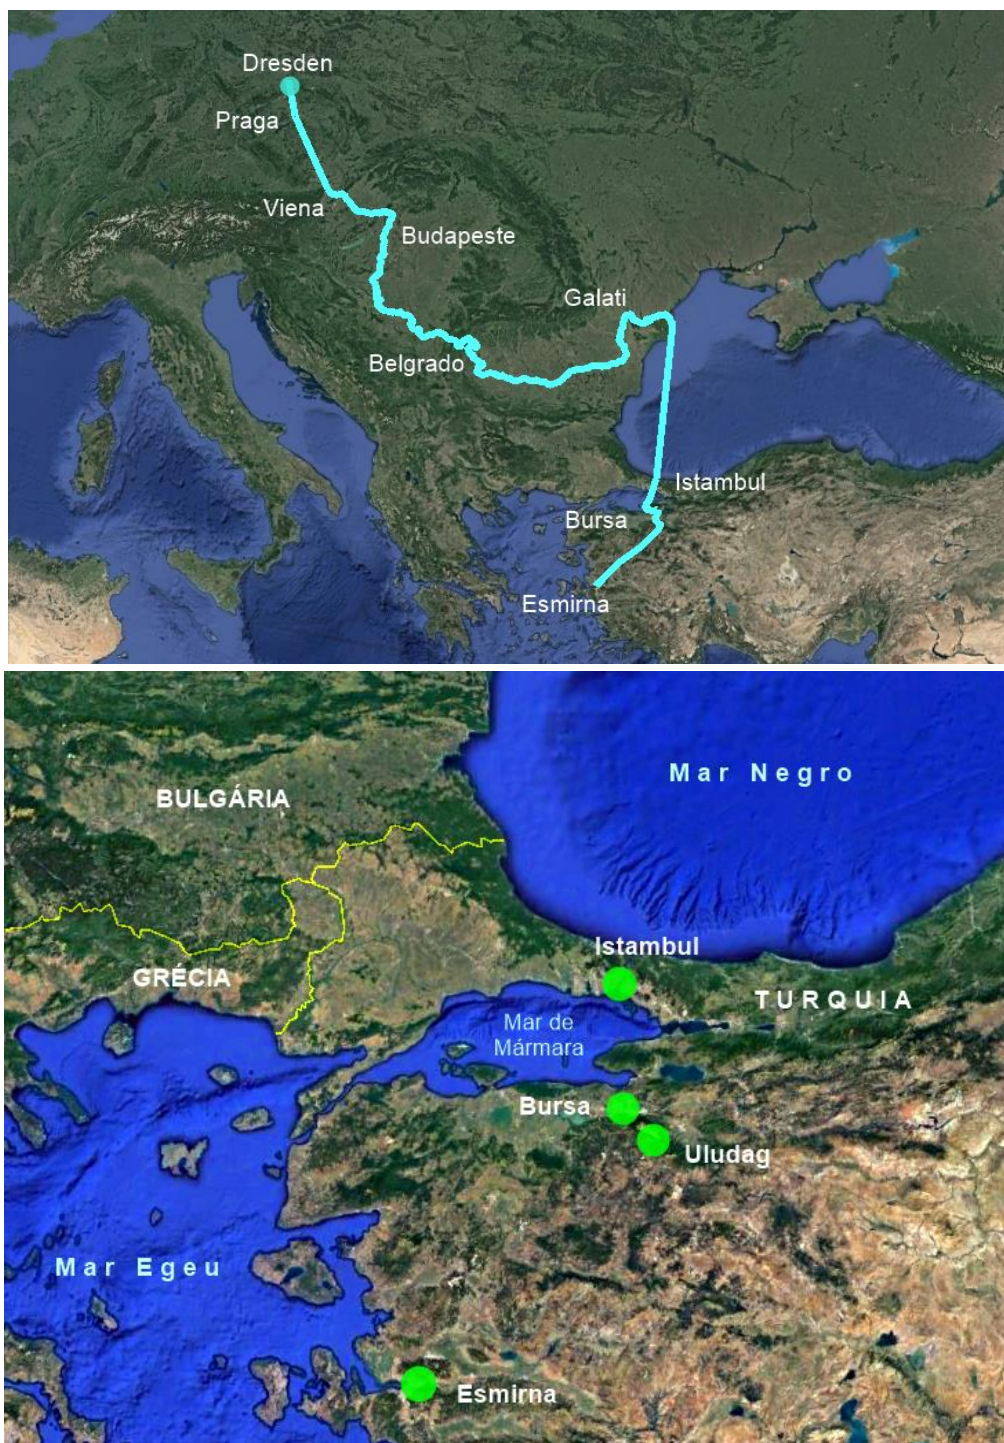 Dresden
Praga
Viena
Budapeste
Galati
Belgrado
Istambul
Bursa
Esmirna
Mar Negro
BULGÁRIA
Istambul
GRÉCIA
TURQUIA
Mar de
Mármara
Bursa
Uludag
Mar Egeu
Esmirna